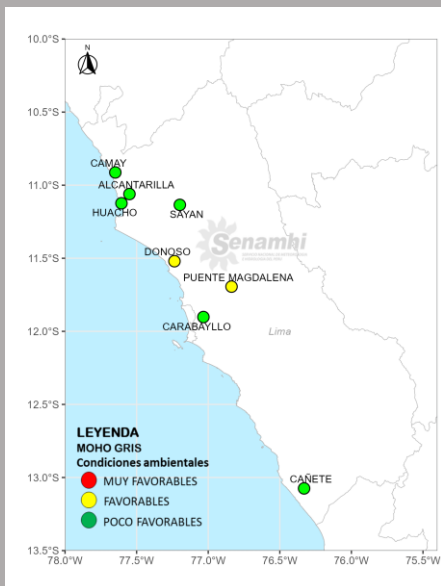 10.0°S
N
10.5°S
CAMAY
11.0°S
ALCANTARILLA
HUACHO
SAYAN
Senamhi
DONOSO
11.5°S
PUENTE MAGDALENA
12.0°S
CARABAYLLO
Lima
12.5°S
LEYENDA
MOHO GRIS
Condiciones ambientales
MUY FAVORABLES
FAVORABLES
POCO FAVORABLES
13.0°S
CAÑETE
13.5°S
78.0°W 77.5°W 77.0°W 76.5°W 76.0°W 75.5°W